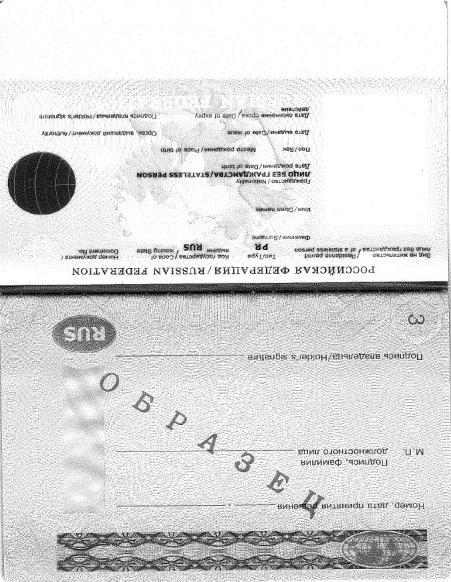 Номер, дата принятия решения
Подпись, фамилия
М.П. должностного лица
ОБРАЗЕЦ
Подпись владельца/Holder's signature
3
RUS
РОССИЙСКАЯ ФЕДЕРАЦИЯ/RUSSIAN FEDERATION
Вид на жительство / Residence permit Тип/Type Код государства / Code of Номер документа /
лица без гражданства / of a stateless person PR выдачи RUS issuing State Document No.
Фамилия / Surname
Имя / Given names
Гражданство / Nationality
ЛИЦО БЕЗ ГРАЖДАНСТВА/STATELESS PERSON
Дата рождения / Date of birth
Пол/Sex Место рождения / Place of birth
Дата выдачи / Date of issue Орган, выдавший документ / Authority
Дата окончания срока / Date of expiry Подпись владельца / Holder's signature
действия